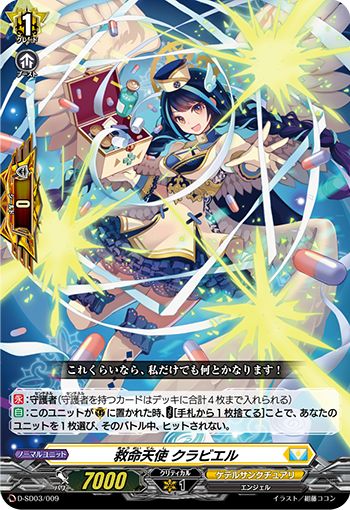 1
グレード
ブースト
シールド
0
これくらいなら、私だけでも何とかなります！
永:守護者(守護者を持つカードはデッキに合計4枚まで入れられる)
自:このユニットが(G)に置かれた時、【手札から1枚捨てる】ことで、あなたの
ユニットを1枚選び、そのバトル中、ヒットされない。
救命天使 クラビエル
ノーマルユニット
パワー 7000
クリティカル 1
ケテルサンクチュアリ
エンジェル
D-SD03/009
イラスト/紺藤ココン